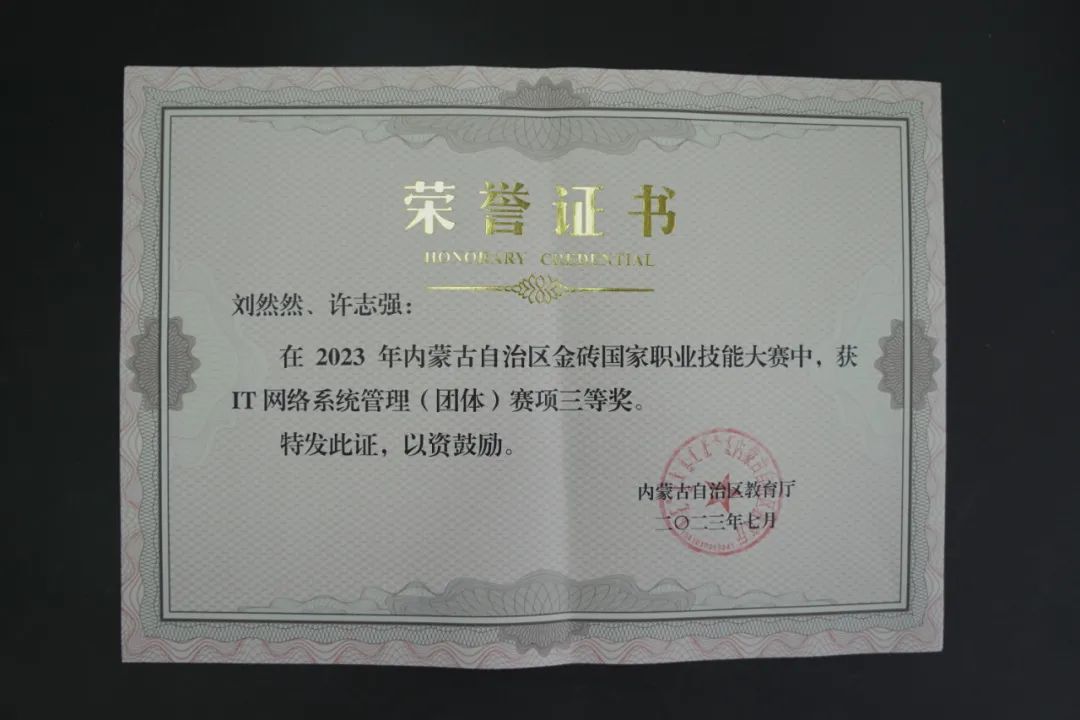 荣誉证书
HONORARY CREDENTIAL
刘然然、许志强：
在 2023 年内蒙古自治区金砖国家职业技能大赛中，获
IT 网络系统管理（团体）赛项三等奖。
特发此证，以资鼓励。
内蒙古自治区教育厅
二〇二三年七月